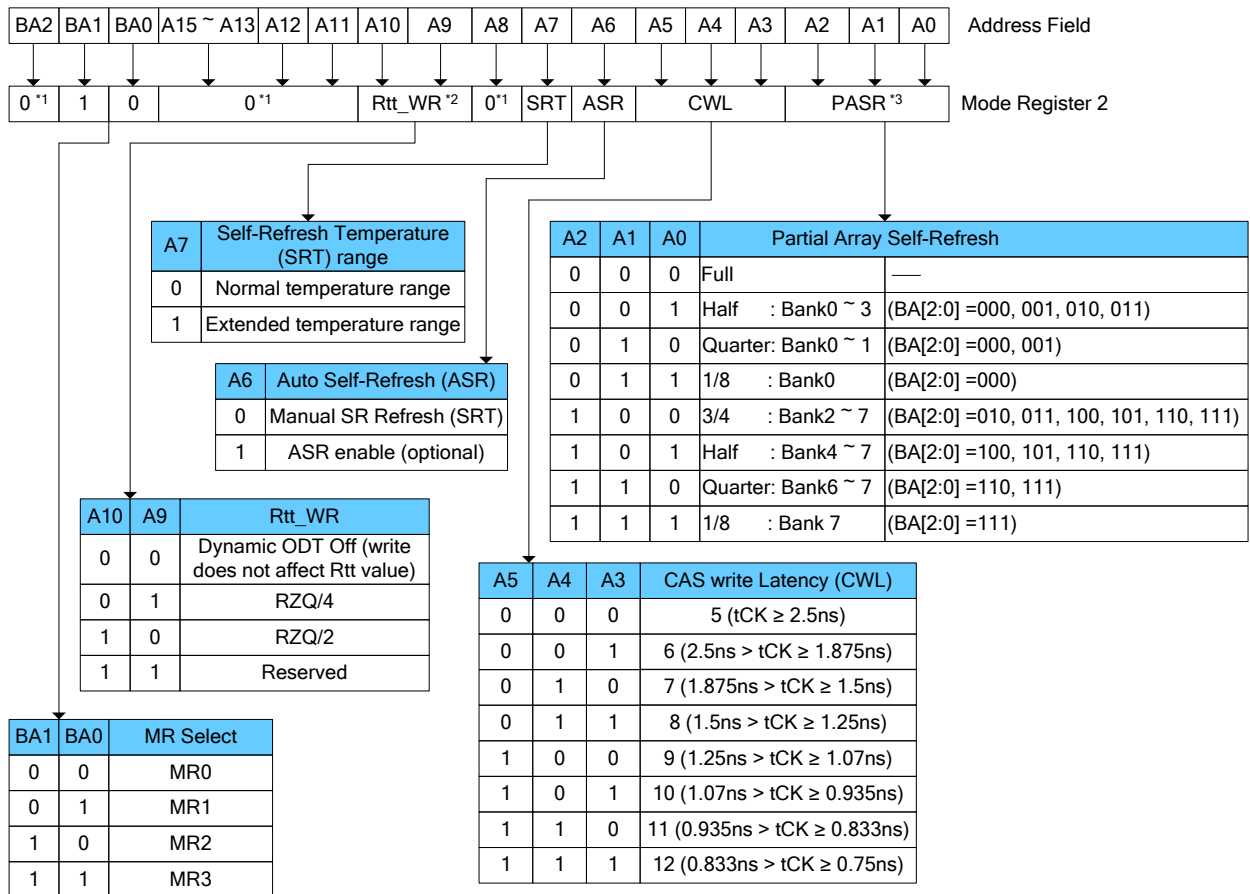 BA2 BA1 BA0 A15 ~ A13 A12 A11 A10 A9 A8 A7 A6 A5 A4 A3 A2 A1 A0 Address Field
0 *1 1 0 0 *1 Rtt_WR *2 0 *1 SRT ASR CWL PASR *3 Mode Register 2
A7 Self-Refresh Temperature (SRT) range
0 Normal temperature range
1 Extended temperature range
A6 Auto Self-Refresh (ASR)
0 Manual SR Refresh (SRT)
1 ASR enable (optional)
A2 A1 A0 Partial Array Self-Refresh
0 0 0 Full —
0 0 1 Half : Bank0 ~ 3 (BA[2:0] =000, 001, 010, 011)
0 1 0 Quarter: Bank0 ~ 1 (BA[2:0] =000, 001)
0 1 1 1/8 : Bank0 (BA[2:0] =000)
1 0 0 3/4 : Bank2 ~ 7 (BA[2:0] =010, 011, 100, 101, 110, 111)
1 0 1 Half : Bank4 ~ 7 (BA[2:0] =100, 101, 110, 111)
1 1 0 Quarter: Bank6 ~ 7 (BA[2:0] =110, 111)
1 1 1 1/8 : Bank 7 (BA[2:0] =111)
A10 A9 Rtt_WR
0 0 Dynamic ODT Off (write does not affect Rtt value)
0 1 RZQ/4
1 0 RZQ/2
1 1 Reserved
A5 A4 A3 CAS write Latency (CWL)
0 0 0 5 (tCK ≥ 2.5ns)
0 0 1 6 (2.5ns > tCK ≥ 1.875ns)
0 1 0 7 (1.875ns > tCK ≥ 1.5ns)
0 1 1 8 (1.5ns > tCK ≥ 1.25ns)
1 0 0 9 (1.25ns > tCK ≥ 1.07ns)
1 0 1 10 (1.07ns > tCK ≥ 0.935ns)
1 1 0 11 (0.935ns > tCK ≥ 0.833ns)
1 1 1 12 (0.833ns > tCK ≥ 0.75ns)
BA1 BA0 MR Select
0 0 MR0
0 1 MR1
1 0 MR2
1 1 MR3